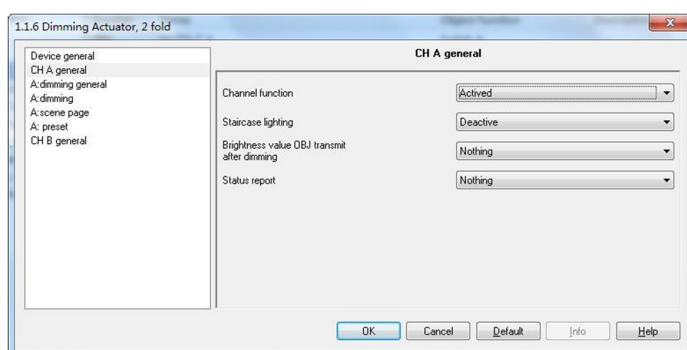 1.1.6 Dimming Actuator, 2 fold
Device general
CH A general
A:dimming general
A:dimming
A:scene page
A: preset
CH B general
CH A general
Channel function
Actived
Staircase lighting
Deactive
Brightness value OBJ transmit
after dimming
Nothing
Status report
Nothing
OK
Cancel
Default
Info
Help